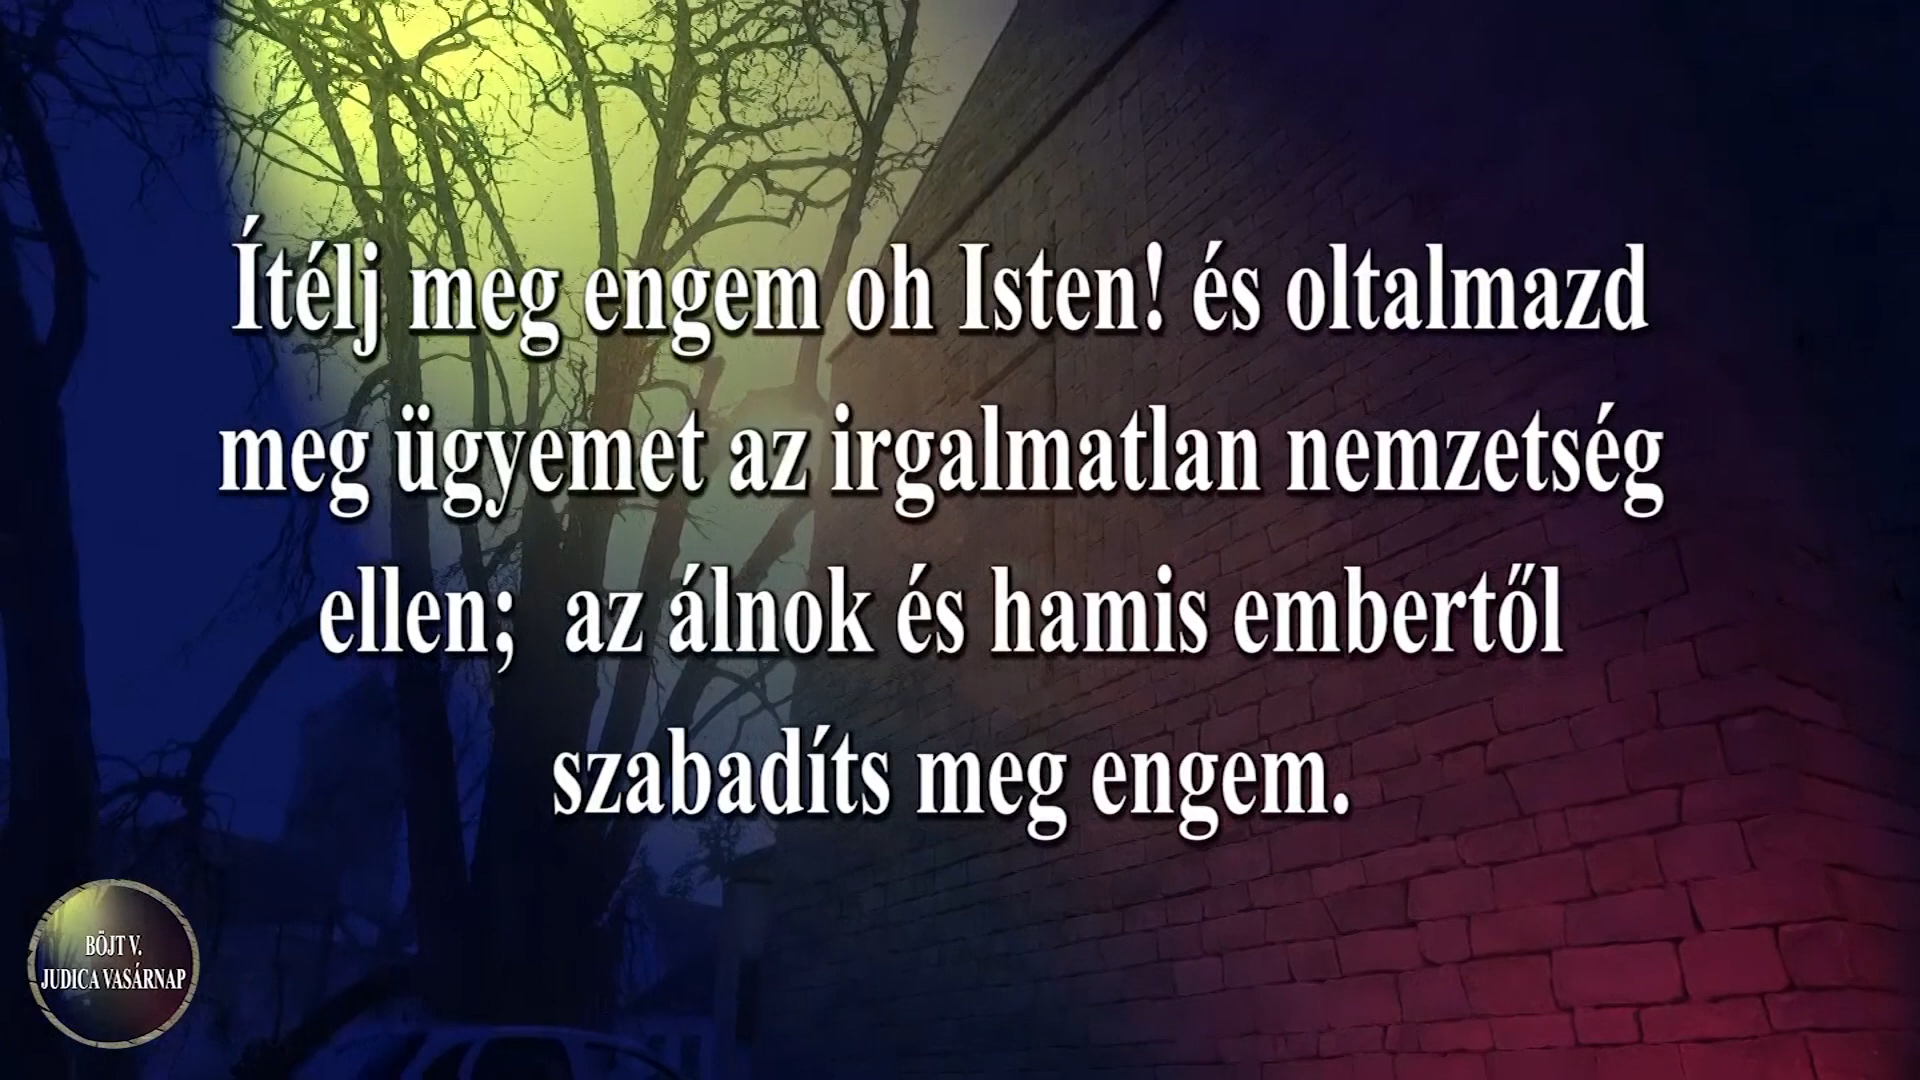 Ítélj meg engem oh Isten! és oltalmazd
meg ügyemet az irgalmatlan nemzetség
ellen; az álnok és hamis embertől
szabadíts meg engem.
BÖJT V.
JUDICA VASÁRNAP